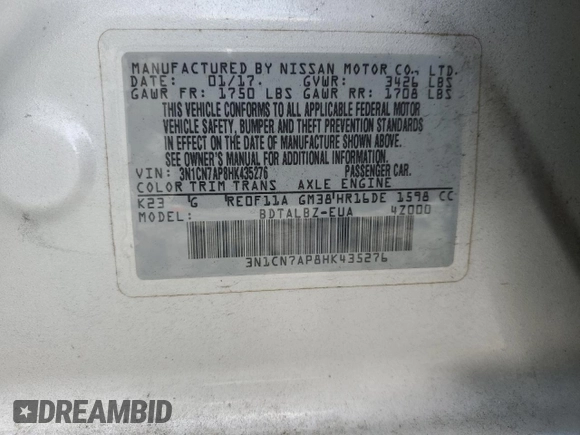 MANUFACTURED BY NISSAN MOTOR CO., LTD.
DATE: 01/17. GVWR: 3426 LBS
GAWR FR: 1750 LBS GAWR RR: 1708 LBS
THIS VEHICLE CONFORMS TO ALL APPLICABLE FEDERAL MOTOR
VEHICLE SAFETY, BUMPER AND THEFT PREVENTION STANDARDS
IN EFFECT ON THE DATE OF MANUFACTURE SHOWN ABOVE.
SEE OWNER'S MANUAL FOR ADDITIONAL INFORMATION.
VIN: 3N1CN7AP8HK435276 PASSENGER CAR.
COLOR TRIM TRANS AXLE ENGINE
K23 G RE0F11A GM38 HR16DE 1598 CC
MODEL: BDTALBZ-EUA 4Z000
3N1CN7AP8HK435276
DREAMBID